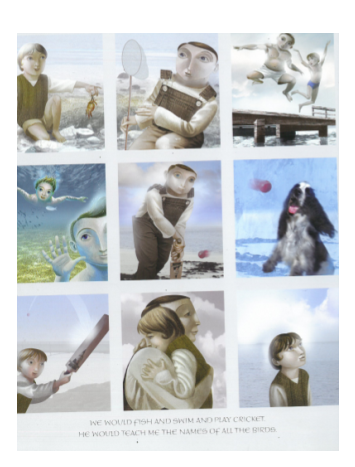 WE WOULD FISH AND SWIM AND PLAY CRICKET.
HE WOULD TEACH ME THE NAMES OF ALL THE BIRDS.